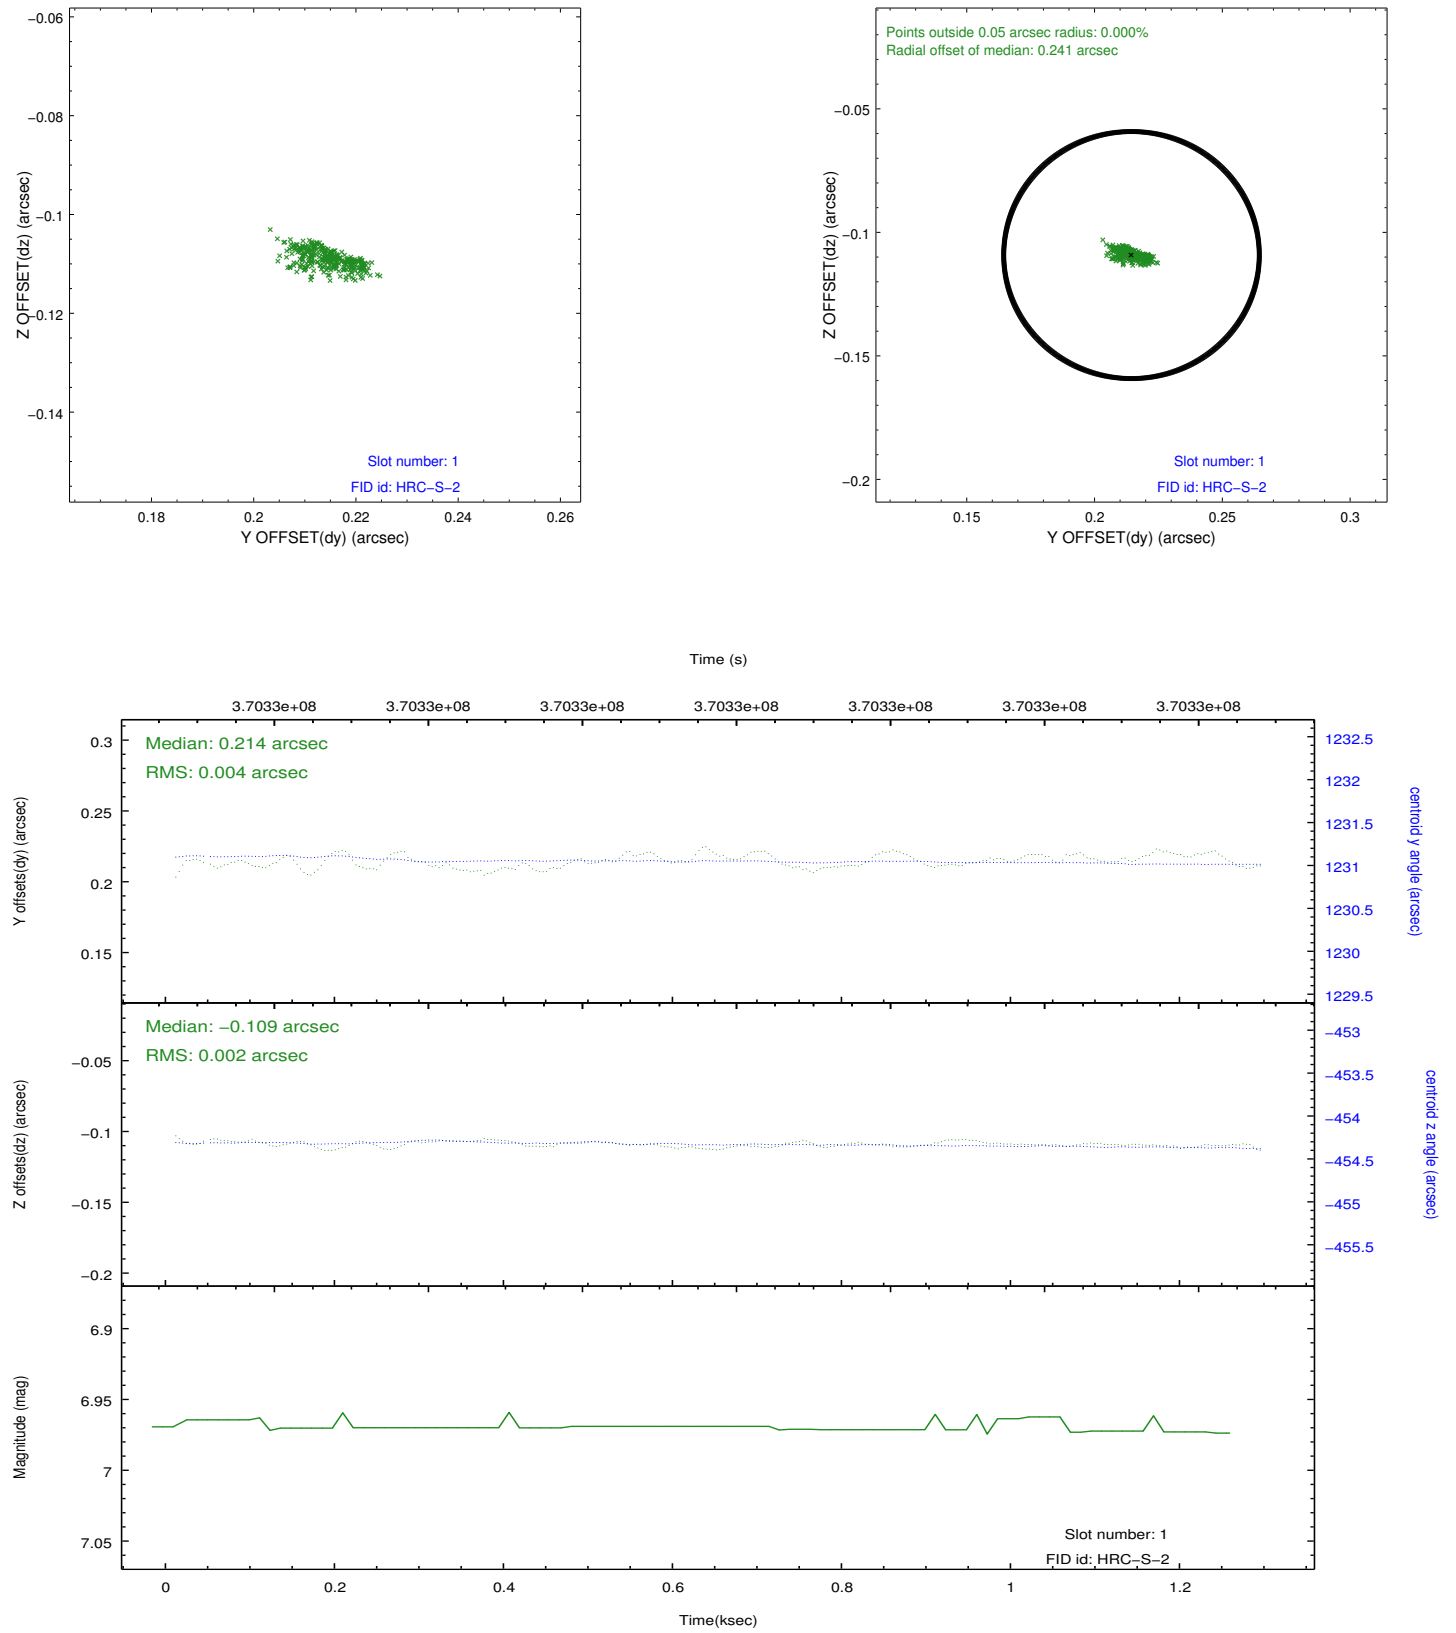 −0.06
−0.08
−0.1
−0.12
−0.14
Z OFFSET(dz) (arcsec)
Slot number: 1
FID id: HRC−S−2
0.18
0.2
0.22
0.24
0.26
Y OFFSET(dy) (arcsec)
Points outside 0.05 arcsec radius: 0.000%
Radial offset of median: 0.241 arcsec
−0.05
−0.1
−0.15
−0.2
Z OFFSET(dz) (arcsec)
Slot number: 1
FID id: HRC−S−2
0.15
0.2
0.25
0.3
Y OFFSET(dy) (arcsec)
Time (s)
3.7033e+08
3.7033e+08
3.7033e+08
3.7033e+08
3.7033e+08
3.7033e+08
3.7033e+08
Median: 0.214 arcsec
RMS: 0.004 arcsec
0.3
0.25
0.2
0.15
Y offsets(dy) (arcsec)
1232.5
1232
1231.5
1231
1230.5
1230
1229.5
centroid y angle (arcsec)
Median: −0.109 arcsec
RMS: 0.002 arcsec
−0.05
−0.1
−0.15
−0.2
Z offsets(dz) (arcsec)
−453
−453.5
−454
−454.5
−455
−455.5
centroid z angle (arcsec)
6.9
6.95
7
7.05
Magnitude (mag)
Slot number: 1
FID id: HRC−S−2
0
0.2
0.4
0.6
0.8
1
1.2
Time(ksec)